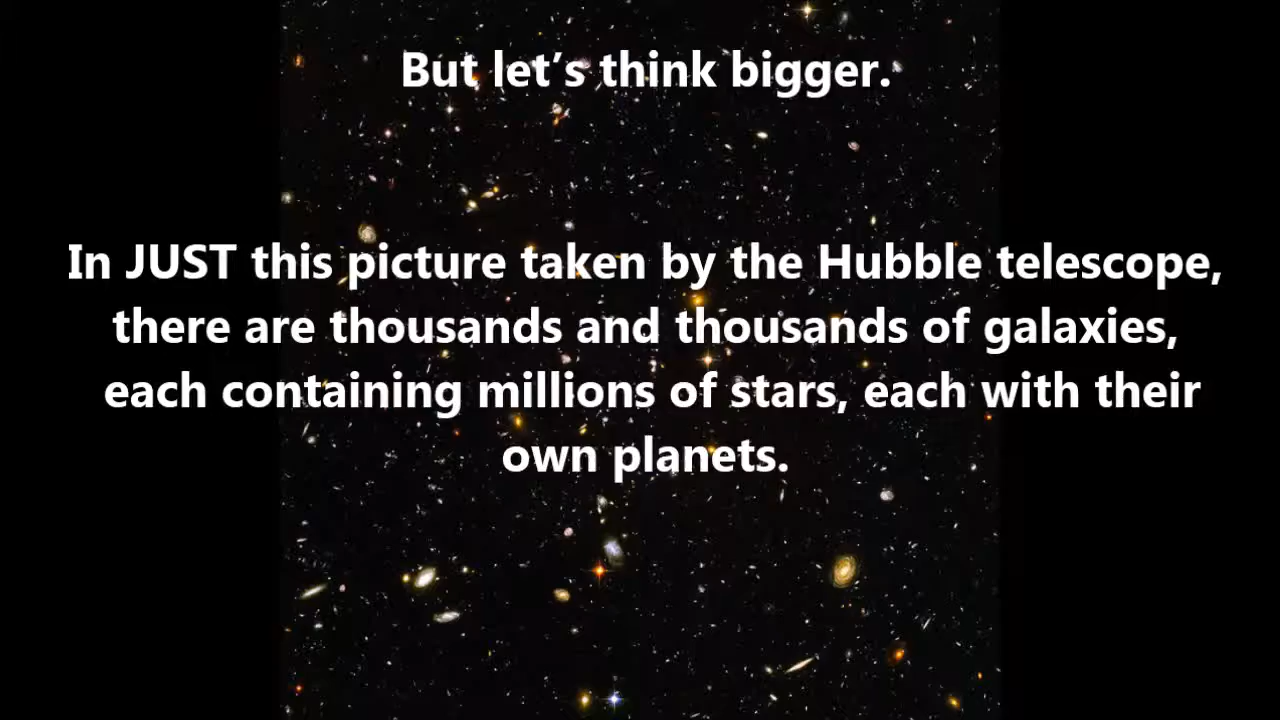 But let’s think bigger.
In JUST this picture taken by the Hubble telescope,
there are thousands and thousands of galaxies,
each containing millions of stars, each with their
own planets.